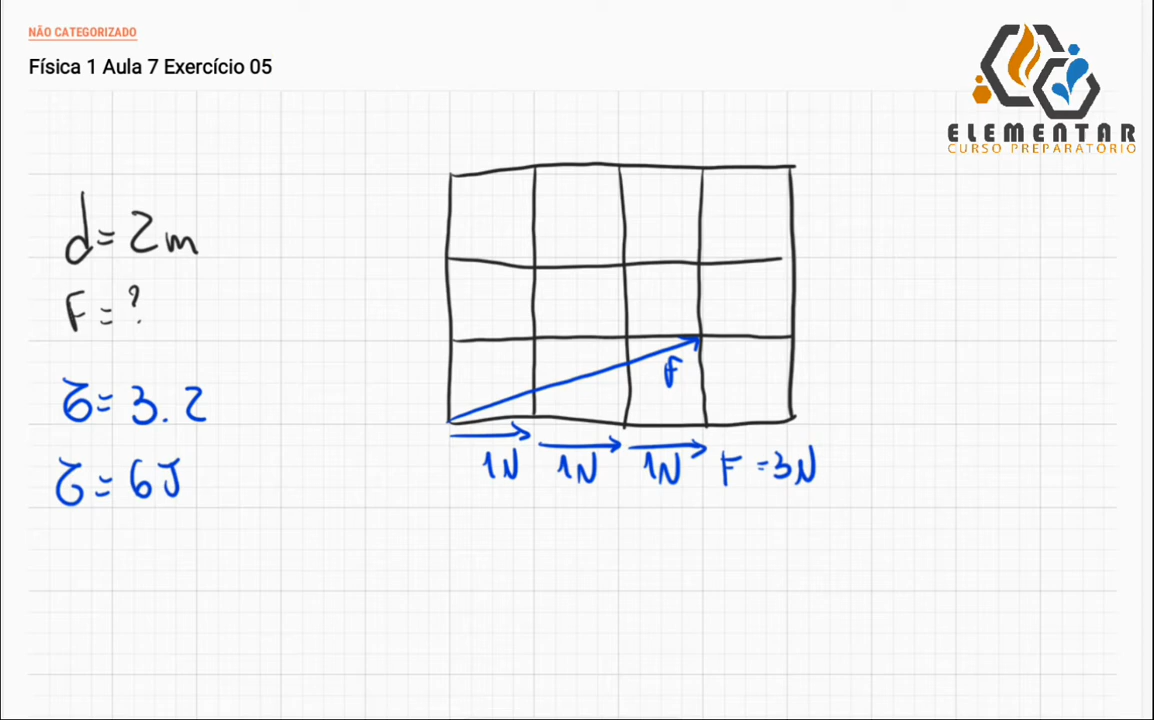 NÃO CATEGORIZADO
Física 1 Aula 7 Exercício 05
ELEMENTAR
CURSO PREPARATÓRIO
d = 2m
F = ?
F
δ = 3.2
δ = 6J
1N 1N 1N F = 3N